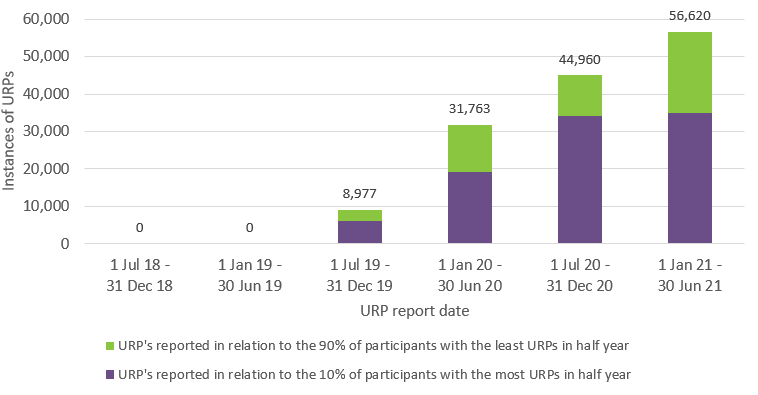 Instances of URPs
60,000
50,000
40,000
30,000
20,000
10,000
0
0
0
8,977
31,763
44,960
56,620
1 Jul 18 -
31 Dec 18
1 Jan 19 -
30 Jun 19
1 Jul 19 -
31 Dec 19
1 Jan 20 -
30 Jun 20
1 Jul 20 -
31 Dec 20
1 Jan 21 -
30 Jun 21
URP report date
URP's reported in relation to the 90% of participants with the least URPs in half year
URP's reported in relation to the 10% of participants with the most URPs in half year